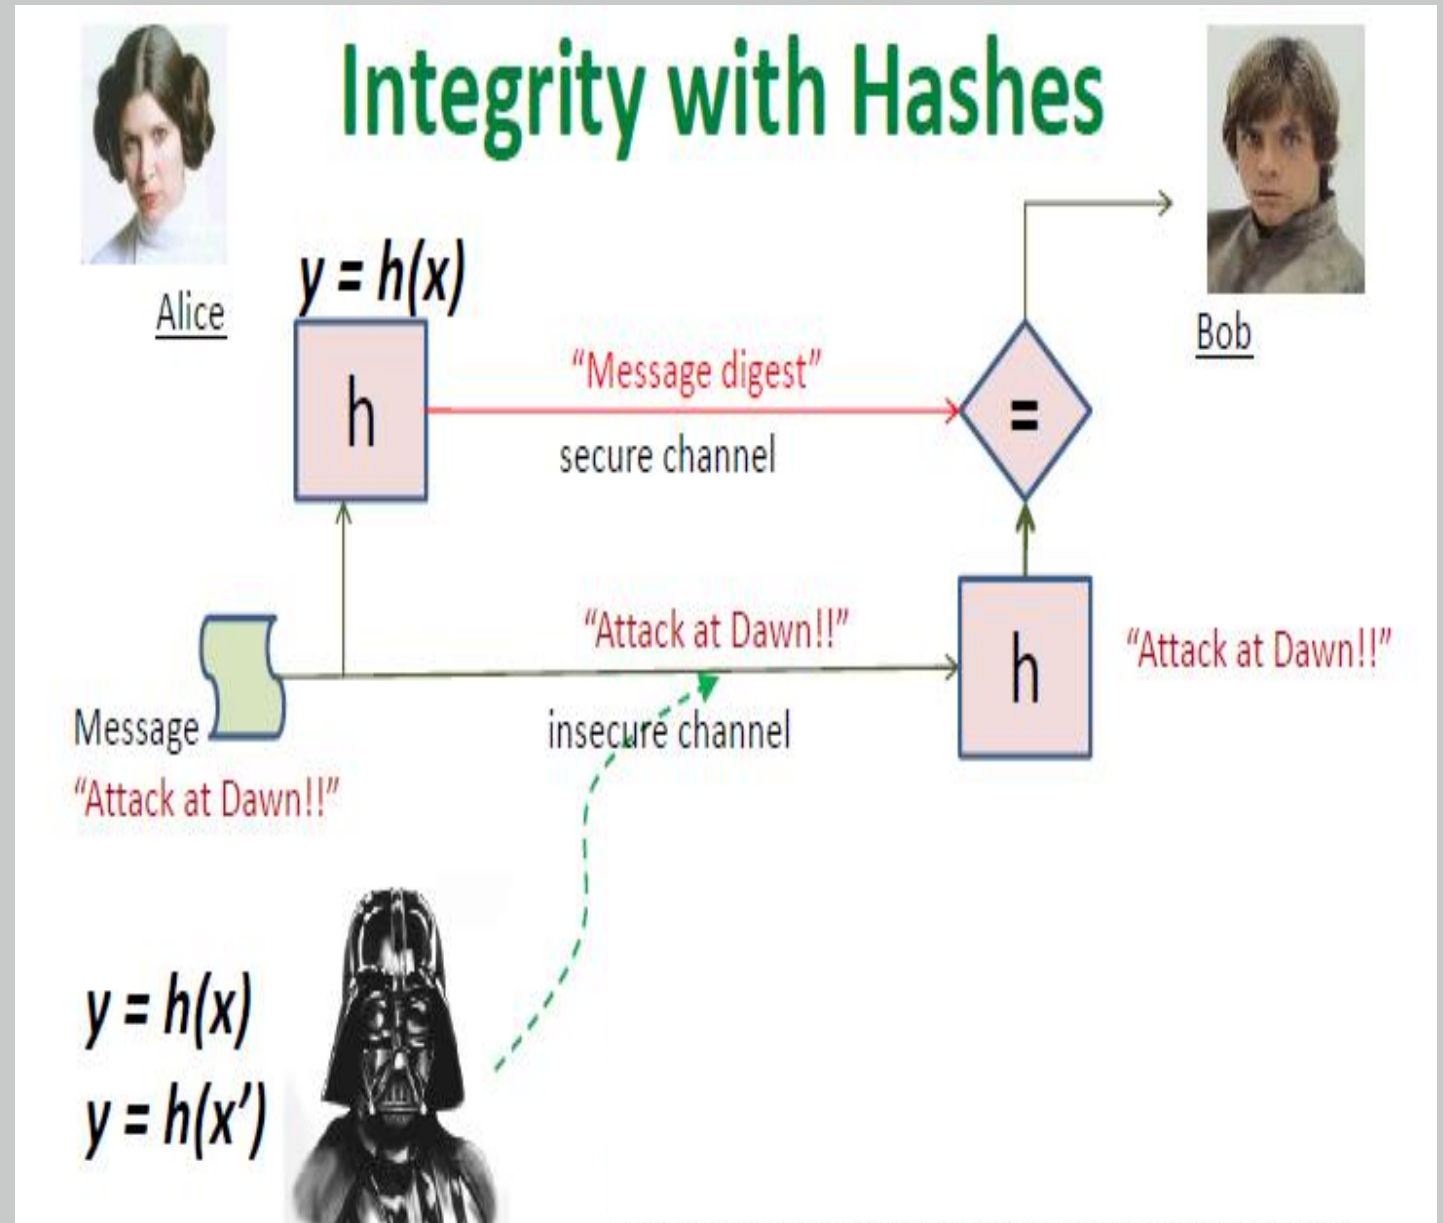 Integrity with Hashes
y = h(x)
Alice
Bob
“Message digest”
h
=
secure channel
“Attack at Dawn!!”
“Attack at Dawn!!”
h
insecure channel
Message
“Attack at Dawn!!”
y = h(x)
y = h(x’)